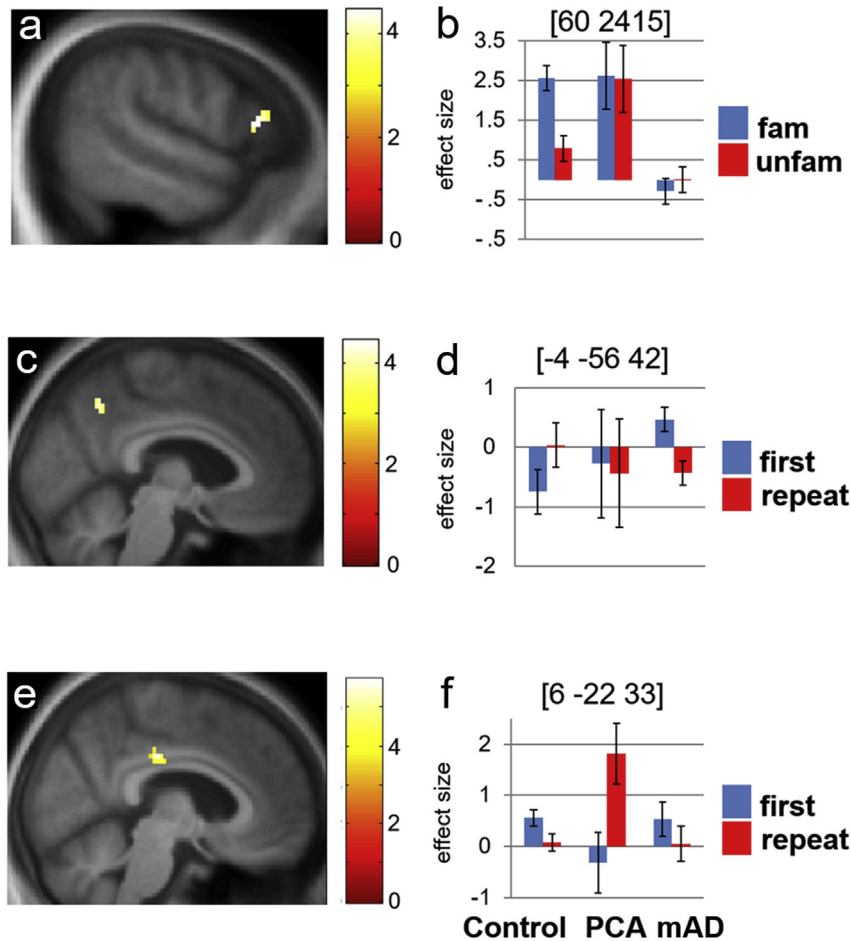 a
4
2
0
b
[60 2415]
3.5
2.5
1.5
.5
-.5
-.5
effect size
fam
unfam
c
4
2
0
d
[-4 -56 42]
1
0
-1
-2
effect size
first
repeat
e
4
2
0
f
[6 -22 33]
2
1
0
-1
effect size
first
repeat
Control PCA mAD